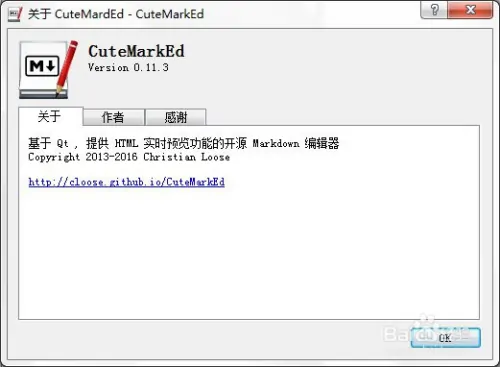 关于 CuteMardEd - CuteMarkEd
M↓
CuteMarkEd
Version 0.11.3
关于 作者 感谢
基于 Qt , 提供 HTML 实时预览功能的开源 Markdown 编辑器
Copyright 2013-2016 Christian Loose
http://cloose.github.io/CuteMarkEd
OK